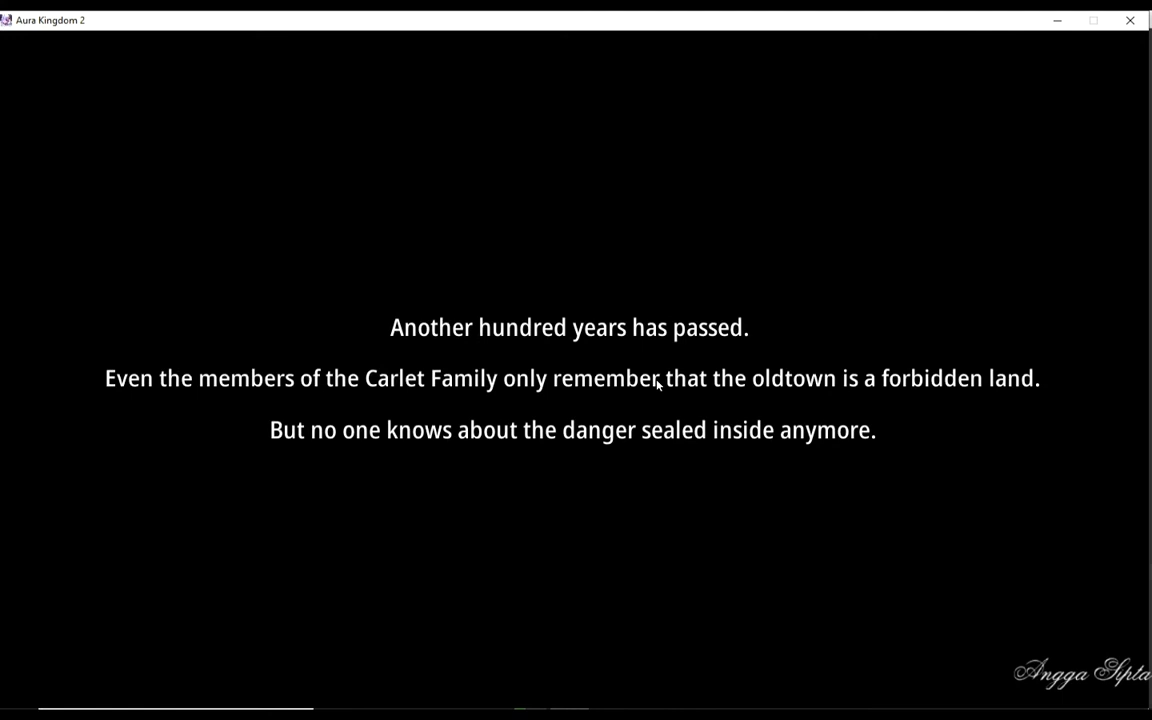 Aura Kingdom 2
Another hundred years has passed.
Even the members of the Carlet Family only remember that the oldtown is a forbidden land.
But no one knows about the danger sealed inside anymore.
Angga Sipta